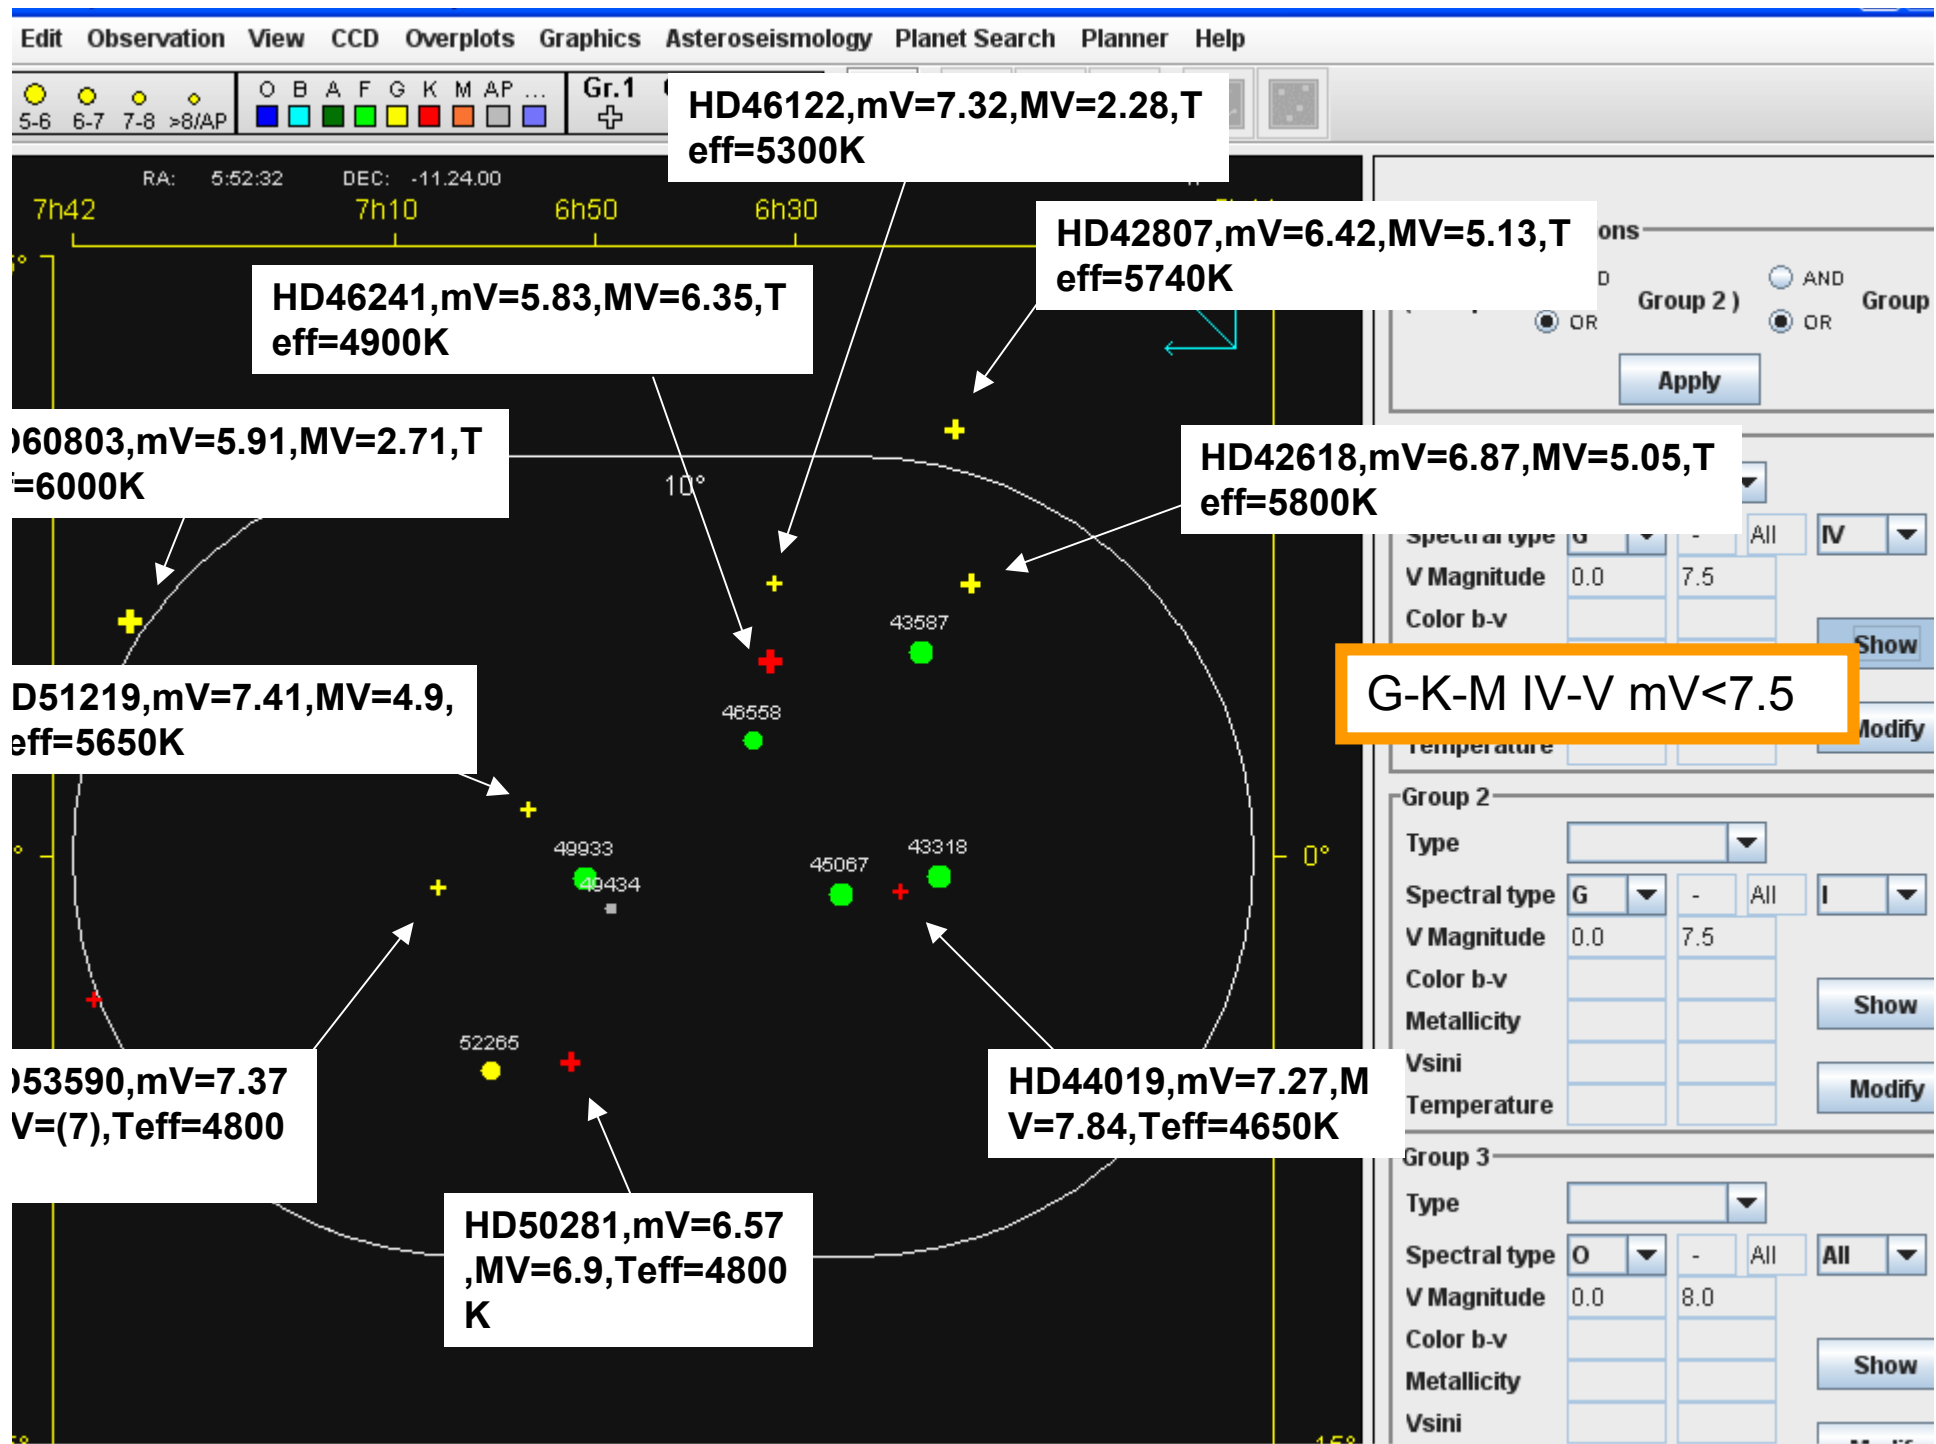 Edit Observation View CCD Overplots Graphics Asteroseismology Planet Search Planner Help
5-6 6-7 7-8 >8/AP
O B A F G K M AP ...
Gr.1
HD46122,mV=7.32,MV=2.28,T
eff=5300K
RA: 5:52:32 DEC: -11.24.00
7h42 7h10 6h50 6h30
HD42807,mV=6.42,MV=5.13,T
eff=5740K
ons
AND
Group 2 )
Group
OR
OR
Apply
HD46241,mV=5.83,MV=6.35,T
eff=4900K
D60803,mV=5.91,MV=2.71,T
=6000K
10°
HD42618,mV=6.87,MV=5.05,T
eff=5800K
Spectral type G - All IV
V Magnitude 0.0 7.5
Color b-v
Show
43587
G-K-M IV-V mV<7.5
Modify
Temperature
D51219,mV=7.41,MV=4.9,
eff=5650K
46558
49933
49434
45067
43318
0°
Group 2
Type
Spectral type G - All I
V Magnitude 0.0 7.5
Color b-v
Show
Metallicity
Vsini
Modify
Temperature
52265
D53590,mV=7.37
V=(7),Teff=4800
HD44019,mV=7.27,M
V=7.84,Teff=4650K
HD50281,mV=6.57
,MV=6.9,Teff=4800
K
Group 3
Type
Spectral type O - All All
V Magnitude 0.0 8.0
Color b-v
Show
Metallicity
Vsini